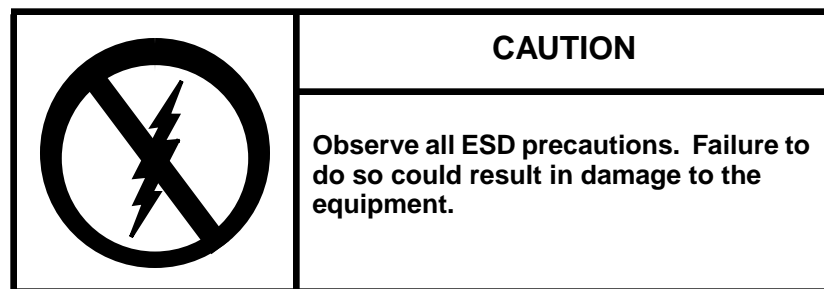 CAUTION
Observe all ESD precautions.  Failure to
do so could result in damage to the
equipment.